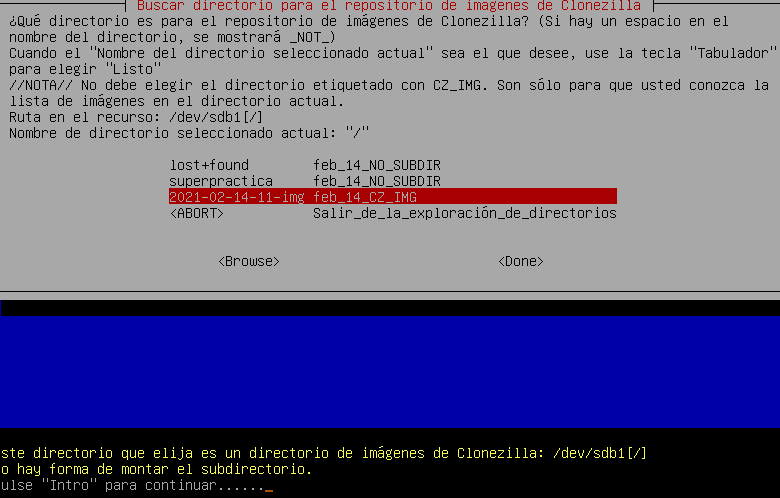 Buscar directorio para el repositorio de imágenes de Clonezilla
¿Qué directorio es para el repositorio de imágenes de Clonezilla? (Si hay un espacio en el
nombre del directorio, se mostrará _NOT_)
Cuando el "Nombre del directorio seleccionado actual" sea el que desee, use la tecla "Tabulador"
para elegir "Listo"
//NOTA// No debe elegir el directorio etiquetado con CZ_IMG. Son sólo para que usted conozca la
lista de imágenes en el directorio actual.
Ruta en el recurso: /dev/sdb1[/]
Nombre de directorio seleccionado actual: "/"
lost+found feb_14_NO_SUBDIR
superpractica feb_14_NO_SUBDIR
2021-02-14-11-img feb_14_CZ_IMG
<ABORT> Salir_de_la_exploración_de_directorios
<Browse> <Done>
ste directorio que elija es un directorio de imágenes de Clonezilla: /dev/sdb1[/]
o hay forma de montar el subdirectorio.
ulse "Intro" para continuar......_